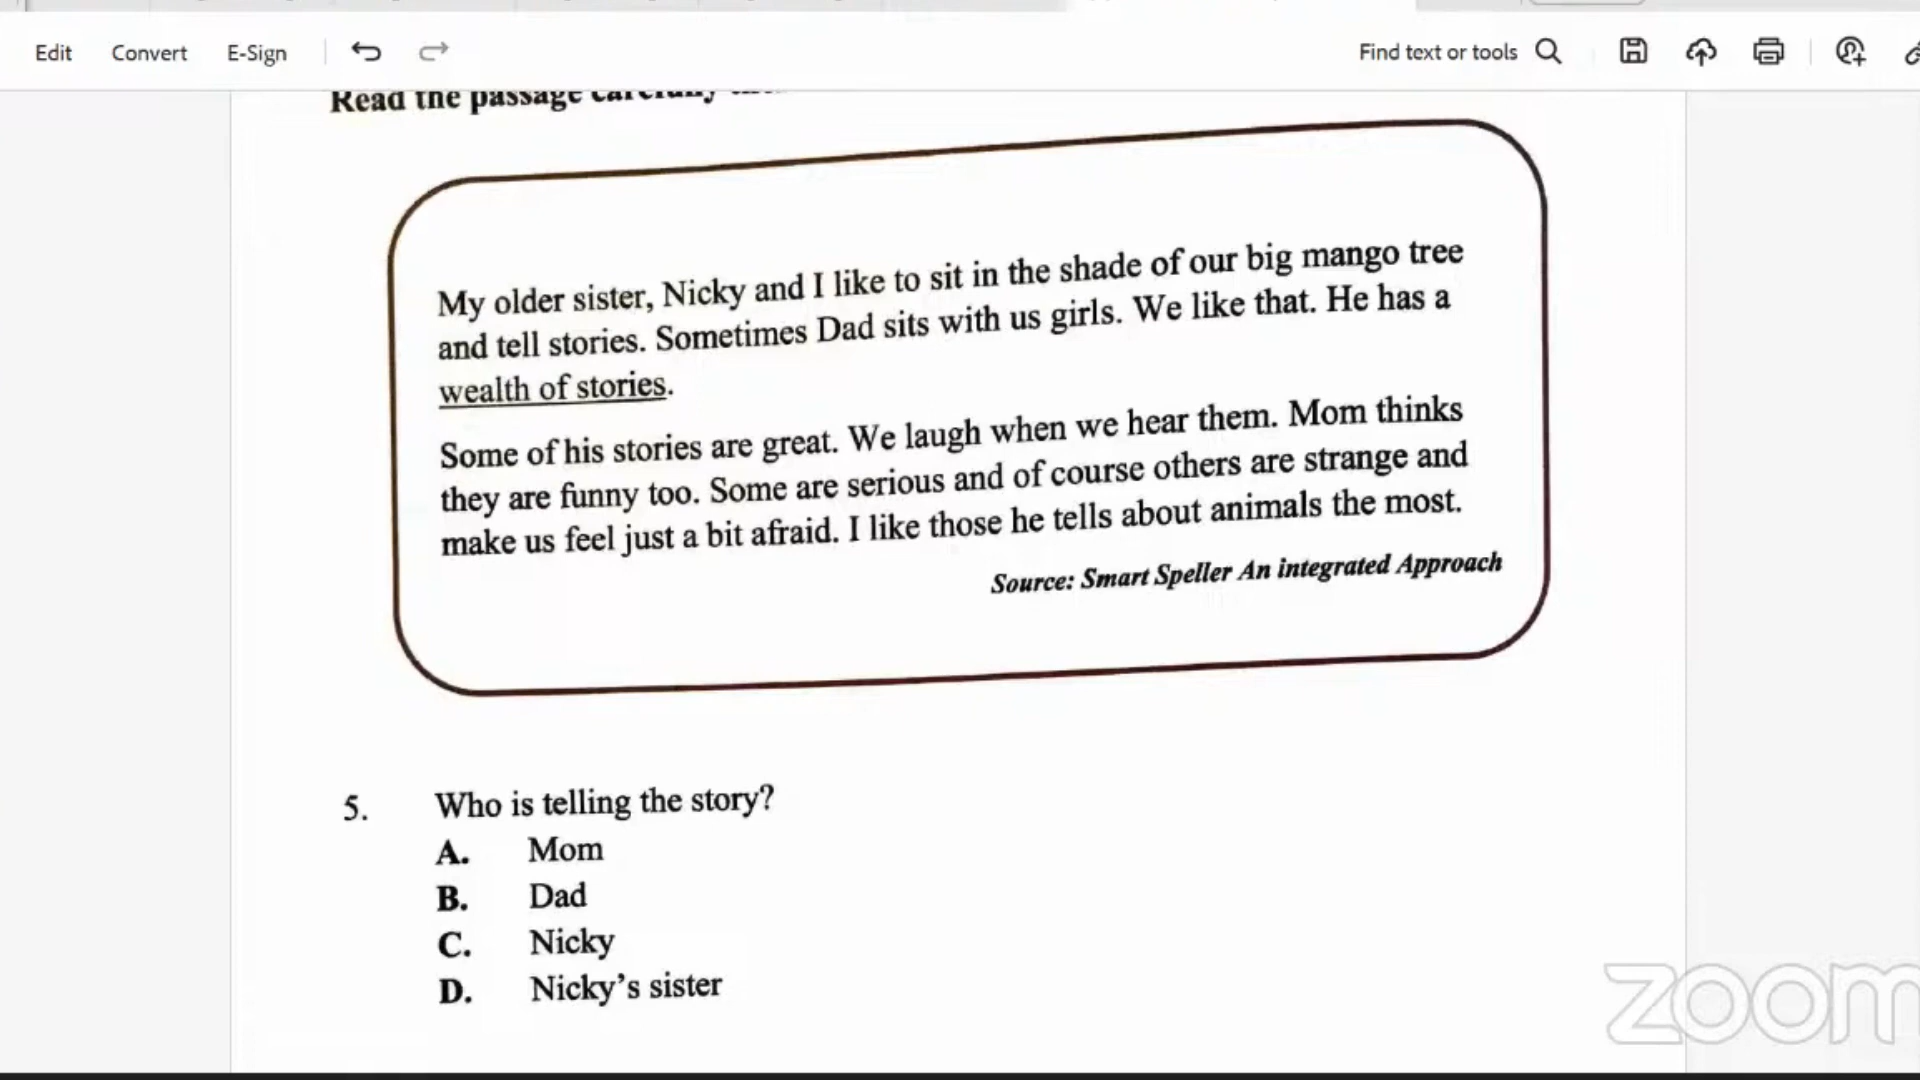 Edit Convert E-Sign Find text or tools
Read the passage carefully
My older sister, Nicky and I like to sit in the shade of our big mango tree
and tell stories. Sometimes Dad sits with us girls. We like that. He has a
wealth of stories.
Some of his stories are great. We laugh when we hear them. Mom thinks
they are funny too. Some are serious and of course others are strange and
make us feel just a bit afraid. I like those he tells about animals the most.
Source: Smart Speller An integrated Approach
5. Who is telling the story?
A. Mom
B. Dad
C. Nicky
D. Nicky's sister
zoom